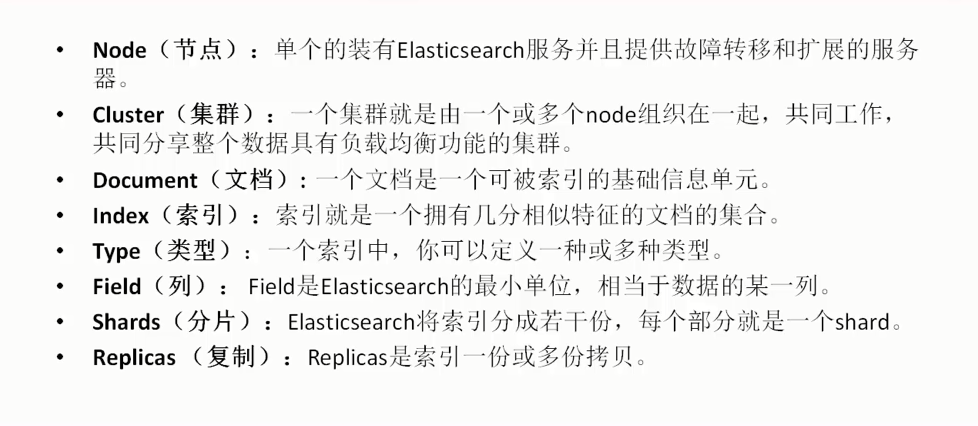 • Node（节点）：单个的装有Elasticsearch服务并且提供故障转移和扩展的服务
器。
• Cluster（集群）：一个集群就是由一个或多个node组织在一起，共同工作，
共同分享整个数据具有负载均衡功能的集群。
• Document（文档）: 一个文档是一个可被索引的基础信息单元。
• Index（索引）：索引就是一个拥有几分相似特征的文档的集合。
• Type（类型）：一个索引中，你可以定义一种或多种类型。
• Field（列）： Field是Elasticsearch的最小单位，相当于数据的某一列。
• Shards（分片）：Elasticsearch将索引分成若干份，每个部分就是一个shard。
• Replicas （复制）：Replicas是索引一份或多份拷贝。